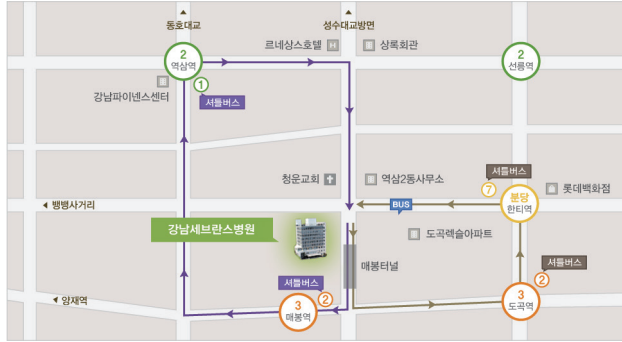 동호대교
성수대교방면
르네상스호텔
H
상록회관
2
역삼역
2
선릉역
1
강남파이넨스센터
셔틀버스
청운교회
역삼2동사무소
셔틀버스
7
분당
한티역
롯데백화점
뱅뱅사거리
BUS
강남세브란스병원
도곡렉슬아파트
매봉터널
셔틀버스
셔틀버스
2
2
양재역
3
매봉역
3
도곡역